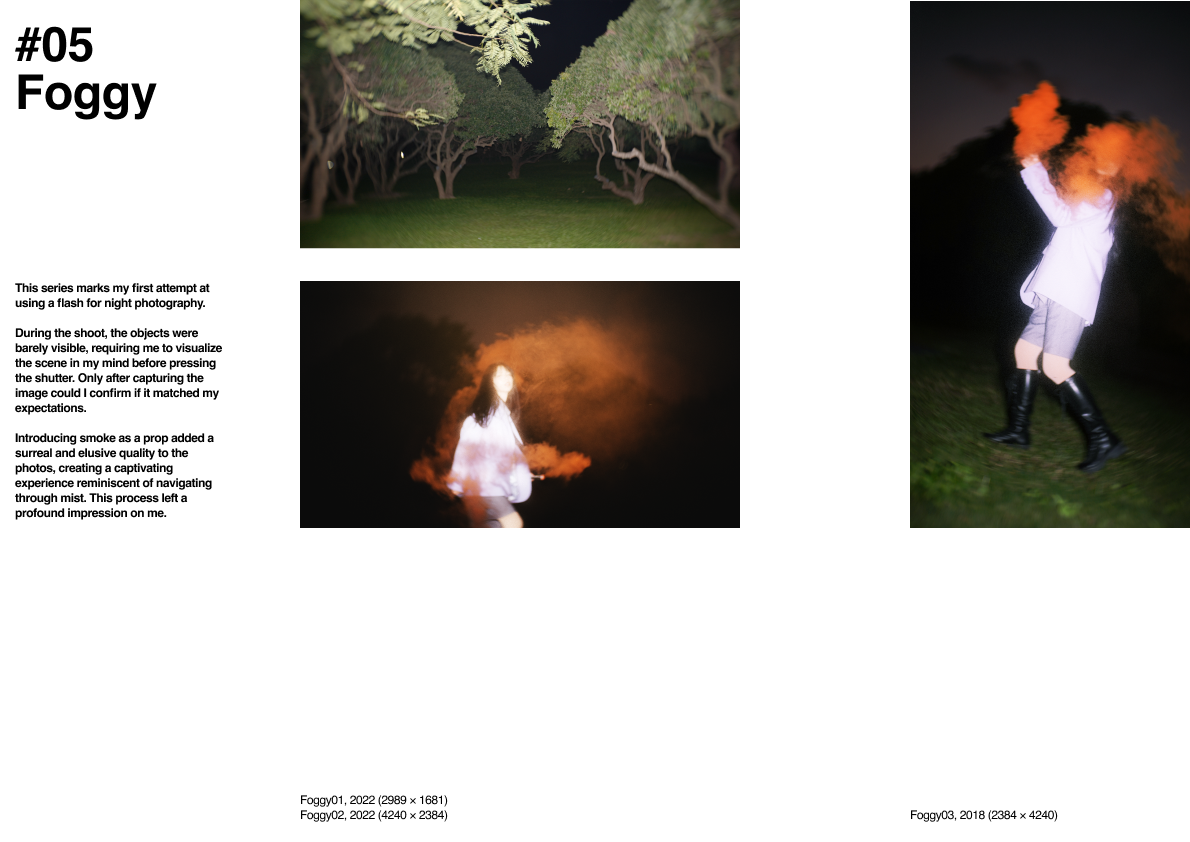 #05
Foggy
This series marks my first attempt at
using a flash for night photography.
During the shoot, the objects were
barely visible, requiring me to visualize
the scene in my mind before pressing
the shutter. Only after capturing the
image could I confirm if it matched my
expectations.
Introducing smoke as a prop added a
surreal and elusive quality to the
photos, creating a captivating
experience reminiscent of navigating
through mist. This process left a
profound impression on me.
Foggy01, 2022 (2989 × 1681)
Foggy02, 2022 (4240 × 2384)
Foggy03, 2018 (2384 × 4240)